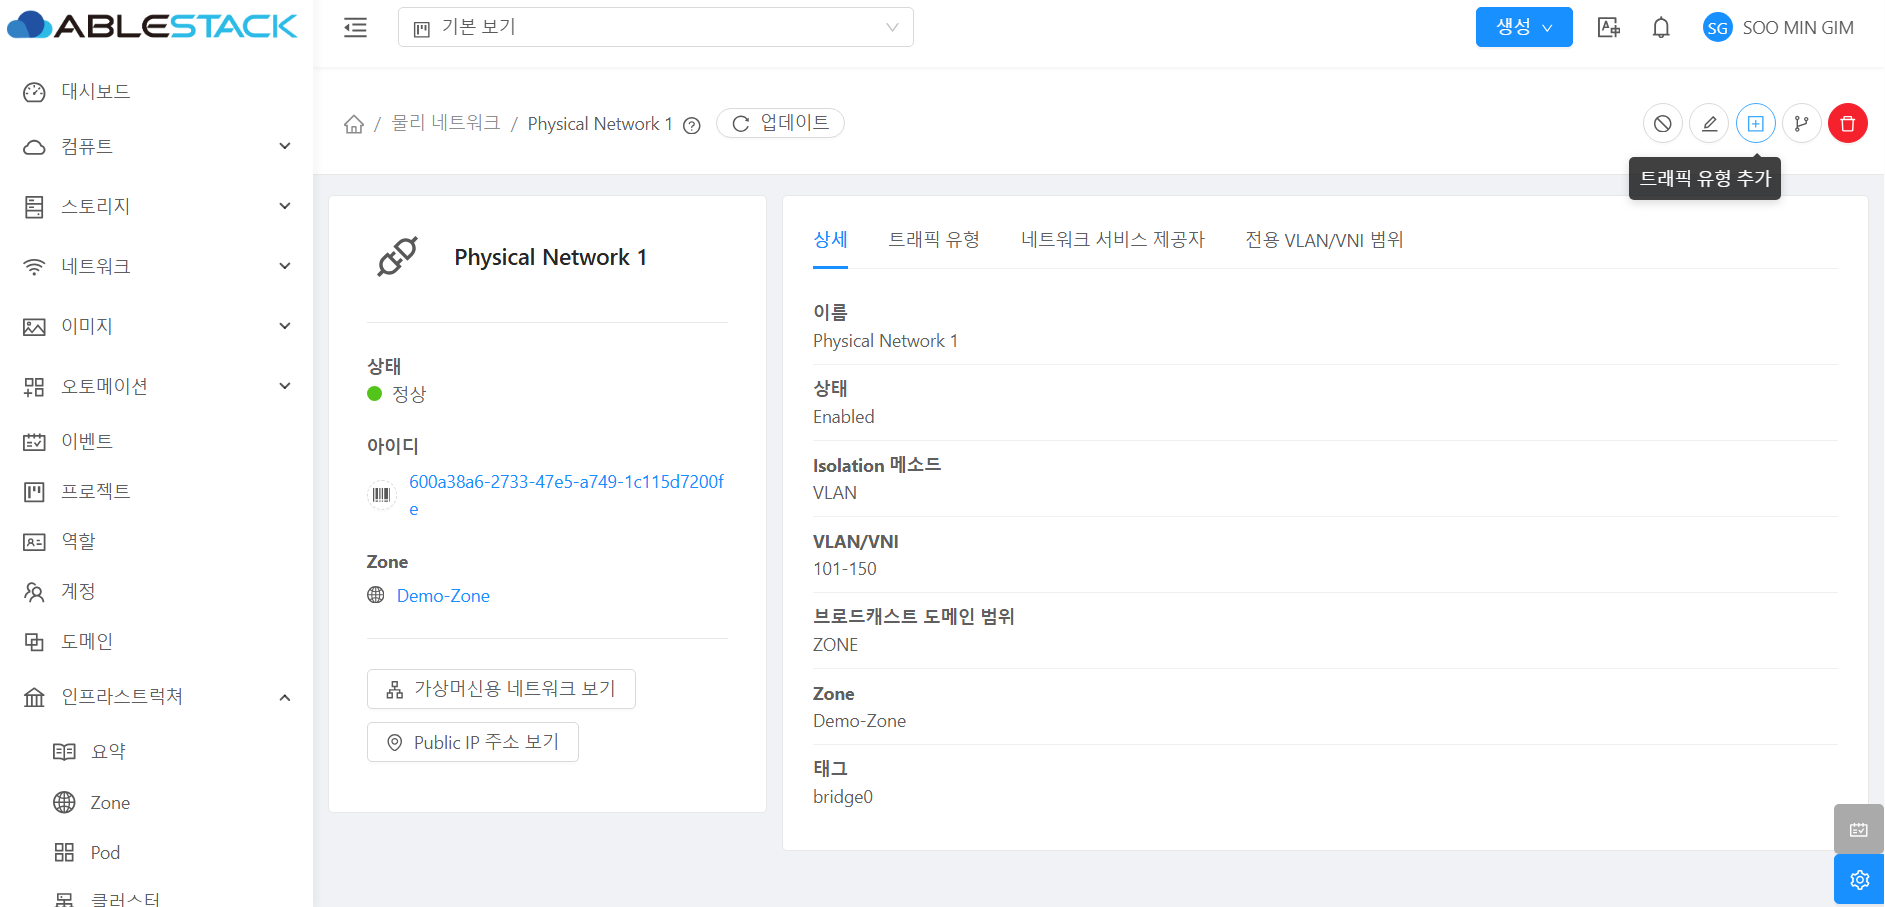 ABLESTACK
기본 보기
생성
SG
SOO MIN GIM
대시보드
컴퓨트
스토리지
네트워크
이미지
오토메이션
이벤트
프로젝트
역할
계정
도메인
인프라스트럭쳐
요약
Zone
Pod
클러스터
/ 물리 네트워크 / Physical Network 1
업데이트
트래픽 유형 추가
Physical Network 1
상태
정상
아이디
600a38a6-2733-47e5-a749-1c115d7200f
e
Zone
Demo-Zone
가상머신용 네트워크 보기
Public IP 주소 보기
상세 트래픽 유형 네트워크 서비스 제공자 전용 VLAN/VNI 범위
이름
Physical Network 1
상태
Enabled
Isolation 메소드
VLAN
VLAN/VNI
101-150
브로드캐스트 도메인 범위
ZONE
Zone
Demo-Zone
태그
bridge0